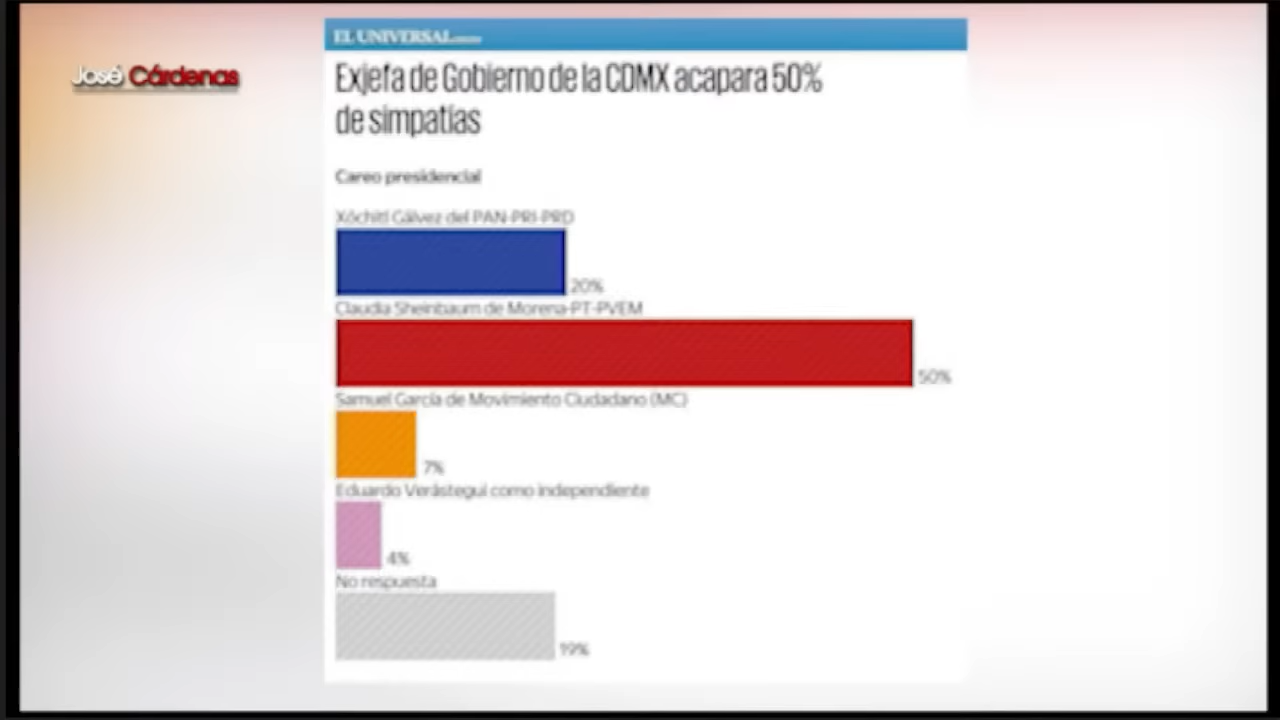 José Cárdenas
EL UNIVERSAL
Exjefa de Gobierno de la CDMX acapara 50%
de simpatías
Careo presidencial
Xóchitl Gálvez del PAN-PRI-PRD
20%
Claudia Sheinbaum de Morena-PT-PVEM
50%
Samuel García de Movimiento Ciudadano (MC)
7%
Eduardo Verástegui como independiente
4%
No respuesta
19%